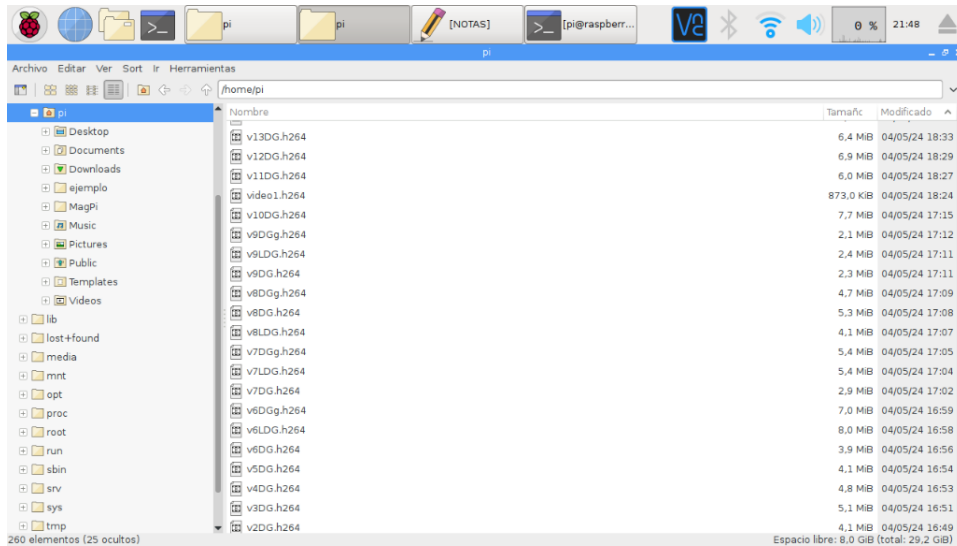 pi
pi
[NOTAS]
[pi@raspberr...
0 %
21:48
pi
Archivo Editar Ver Sort Ir Herramientas
/home/pi
pi
Desktop
Documents
Downloads
ejemplo
MagPi
Music
Pictures
Public
Templates
Videos
lib
lost+found
media
mnt
opt
proc
root
run
sbin
srv
sys
tmp
Nombre Tamañc Modificado
v13DG.h264 6,4 MiB 04/05/24 18:33
v12DG.h264 6,9 MiB 04/05/24 18:29
v11DG.h264 6,0 MiB 04/05/24 18:27
video1.h264 873,0 KiB 04/05/24 18:24
v10DG.h264 7,7 MiB 04/05/24 17:15
v9DGg.h264 2,1 MiB 04/05/24 17:12
v9LDG.h264 2,4 MiB 04/05/24 17:11
v9DG.h264 2,3 MiB 04/05/24 17:11
v8DGg.h264 4,7 MiB 04/05/24 17:09
v8DG.h264 5,3 MiB 04/05/24 17:08
v8LDG.h264 4,1 MiB 04/05/24 17:07
v7DGg.h264 5,4 MiB 04/05/24 17:05
v7LDG.h264 5,4 MiB 04/05/24 17:04
v7DG.h264 2,9 MiB 04/05/24 17:02
v6DGg.h264 7,0 MiB 04/05/24 16:59
v6LDG.h264 8,0 MiB 04/05/24 16:58
v6DG.h264 3,9 MiB 04/05/24 16:56
v5DG.h264 4,1 MiB 04/05/24 16:54
v4DG.h264 4,8 MiB 04/05/24 16:53
v3DG.h264 5,1 MiB 04/05/24 16:51
v2DG.h264 4,1 MiB 04/05/24 16:49
260 elementos (25 ocultos) Espacio libre: 8,0 GiB (total: 29,2 GiB)